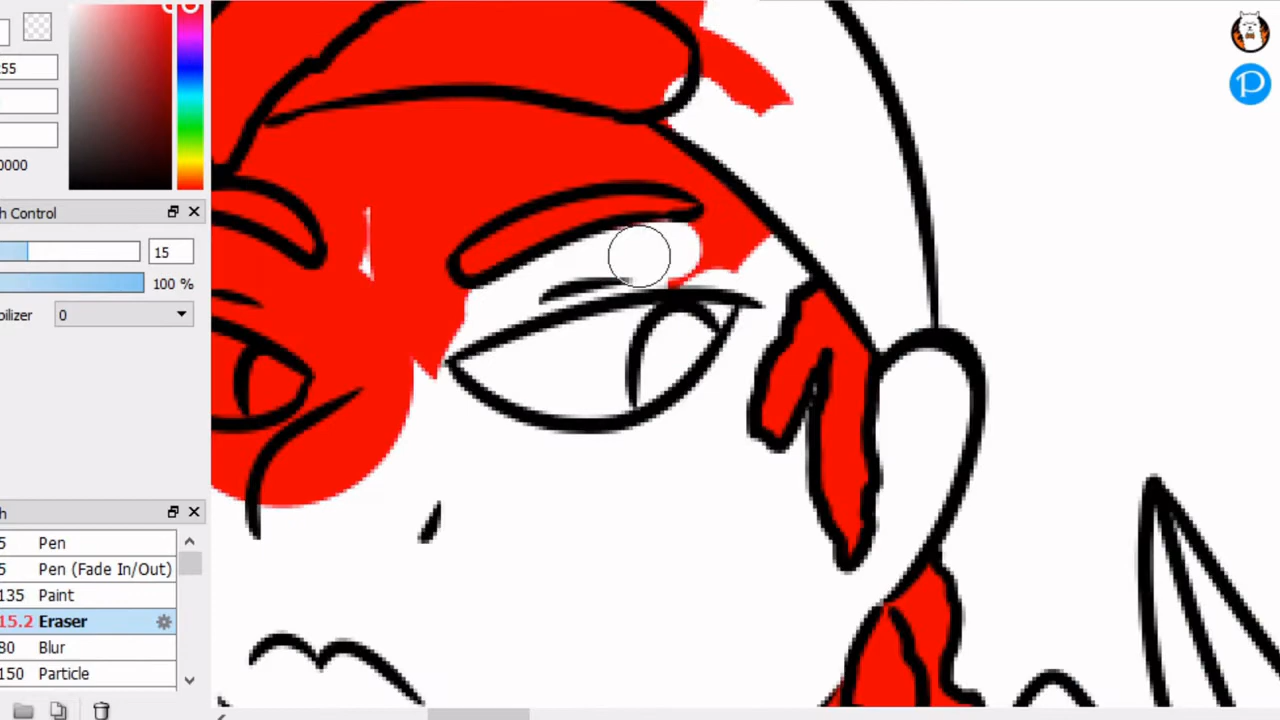 55
0000
h Control
15
100 %
bilizer
0
h
5 Pen
5 Pen (Fade In/Out)
135 Paint
15.2 Eraser
80 Blur
150 Particle
P